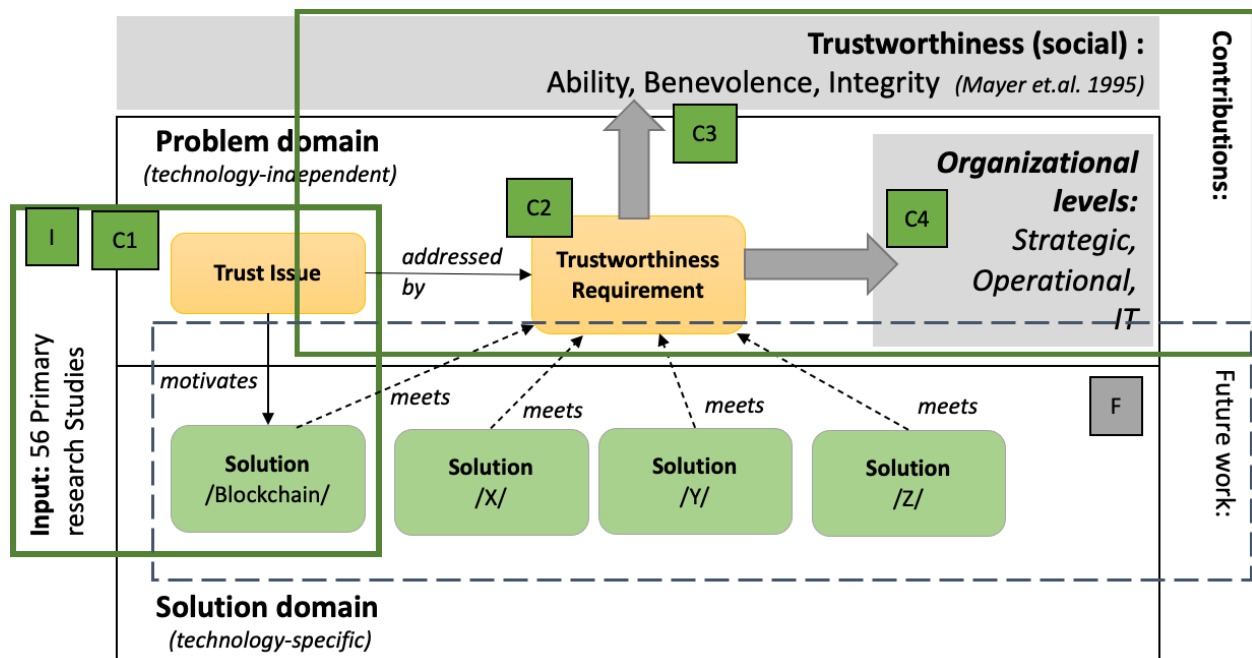 Trustworthiness (social) :
Ability, Benevolence, Integrity (Mayer et.al. 1995)
Contributions:
Problem domain
(technology-independent)
C3
Organizational
levels:
Strategic,
Operational,
IT
C2
C4
I
C1
Trust Issue
addressed
by
Trustworthiness
Requirement
Input: 56 Primary
research Studies
motivates
meets
meets
meets
meets
F
Future work:
Solution
/Blockchain/
Solution
/X/
Solution
/Y/
Solution
/Z/
Solution domain
(technology-specific)